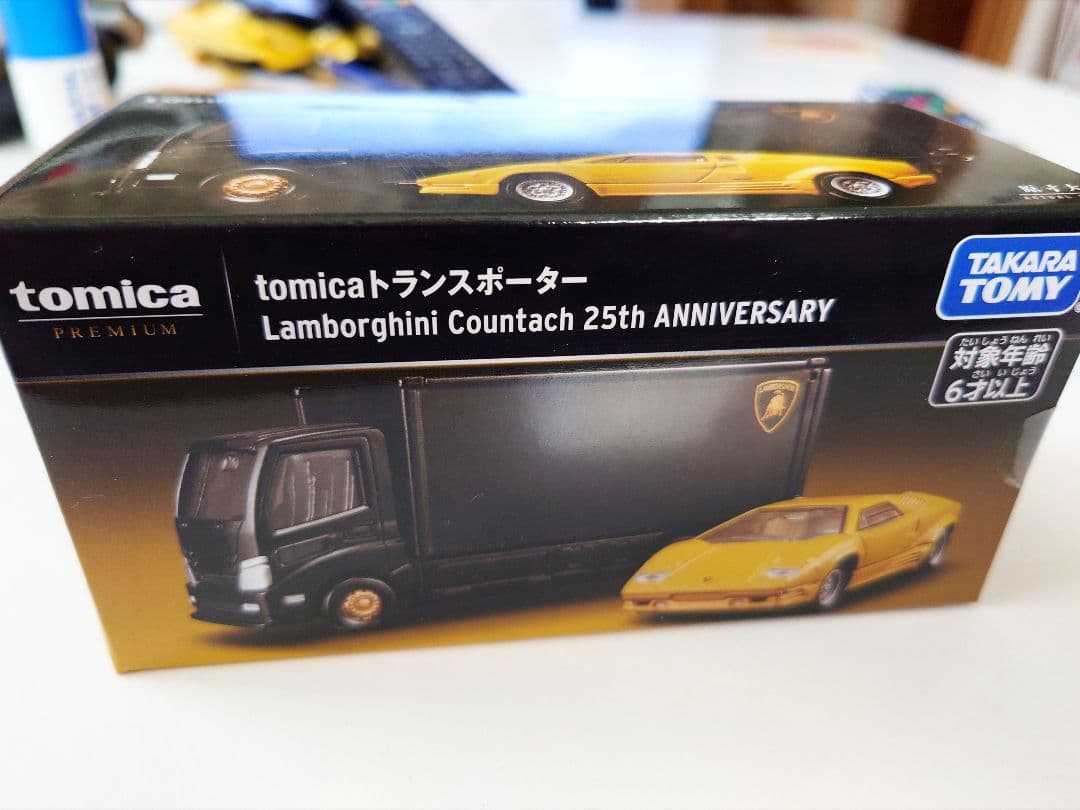 tomica
PREMIUM
tomicaトランスポーター
Lamborghini Countach 25th ANNIVERSARY
TAKARA
TOMY
たいしょうねんれい
対象年齢
さいいじょう
6才以上
LAMBORGHINI